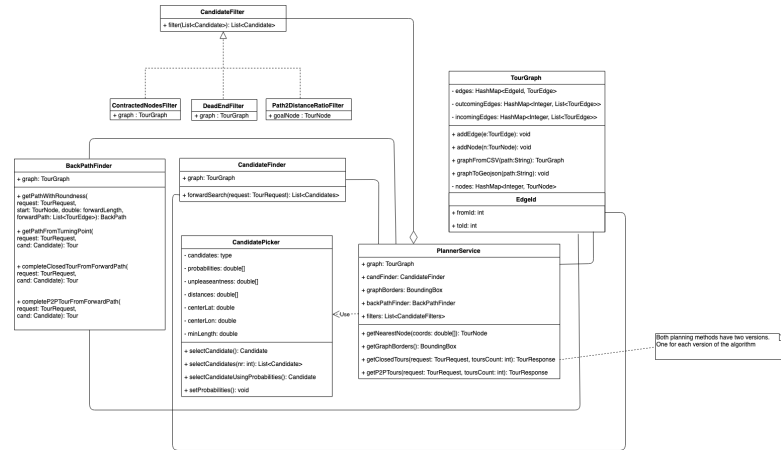 CandidateFilter
+ filter(List<Candidate>): List<Candidate>
ContractedNodesFilter
+ graph : TourGraph
DeadEndFilter
+ graph : TourGraph
Path2DistanceRatioFilter
+ goalNode : TourNode
TourGraph
- edges: HashMap<EdgeId, TourEdge>
- outcomingEdges: HashMap<Integer, List<TourEdge>>
- incomingEdges: HashMap<Integer, List<TourEdge>>
+ addEdge(e:TourEdge): void
+ addNode(n:TourNode): void
+ graphFromCSV(path:String): TourGraph
+ graphToGeojson(path:String): void
- nodes: HashMap<Integer, TourNode>
EdgeId
+ fromId: int
+ toId: int
BackPathFinder
+ graph: TourGraph
+ getPathWithRoundness(
request: TourRequest,
start: TourNode, double: forwardLength,
forwardPath: List<TourEdge>): BackPath
+ getPathFromTurningPoint(
request: TourRequest,
cand: Candidate): Tour
+ completeClosedTourFromForwardPath(
request: TourRequest,
cand: Candidate): Tour
+ completeP2PTourFromForwardPath(
request: TourRequest,
cand: Candidate): Tour
CandidateFinder
+ graph: TourGraph
+ forwardSearch(request: TourRequest): List<Candidates>
CandidatePicker
- candidates: type
- probabilities: double[]
- unpleasantness: double[]
- distances: double[]
- centerLat: double
- centerLon: double
- minLength: double
+ selectCandidate(): Candidate
+ selectCandidates(nr: int): List<Candidate>
+ selectCandidateUsingProbabilities(): Candidate
+ setProbabilities(): void
Use
PlannerService
+ graph: TourGraph
+ candFinder: CandidateFinder
+ graphBorders: BoundingBox
+ backPathFinder: BackPathFinder
+ filters: List<CandidateFilters>
+ getNearestNode(coords: double[]): TourNode
+ getGraphBorders(): BoundingBox
+ getClosedTours(request: TourRequest, toursCount: int): TourResponse
+ getP2PTours(request: TourRequest, toursCount: int): TourResponse
Both planning methods have two versions.
One for each version of the algorithm